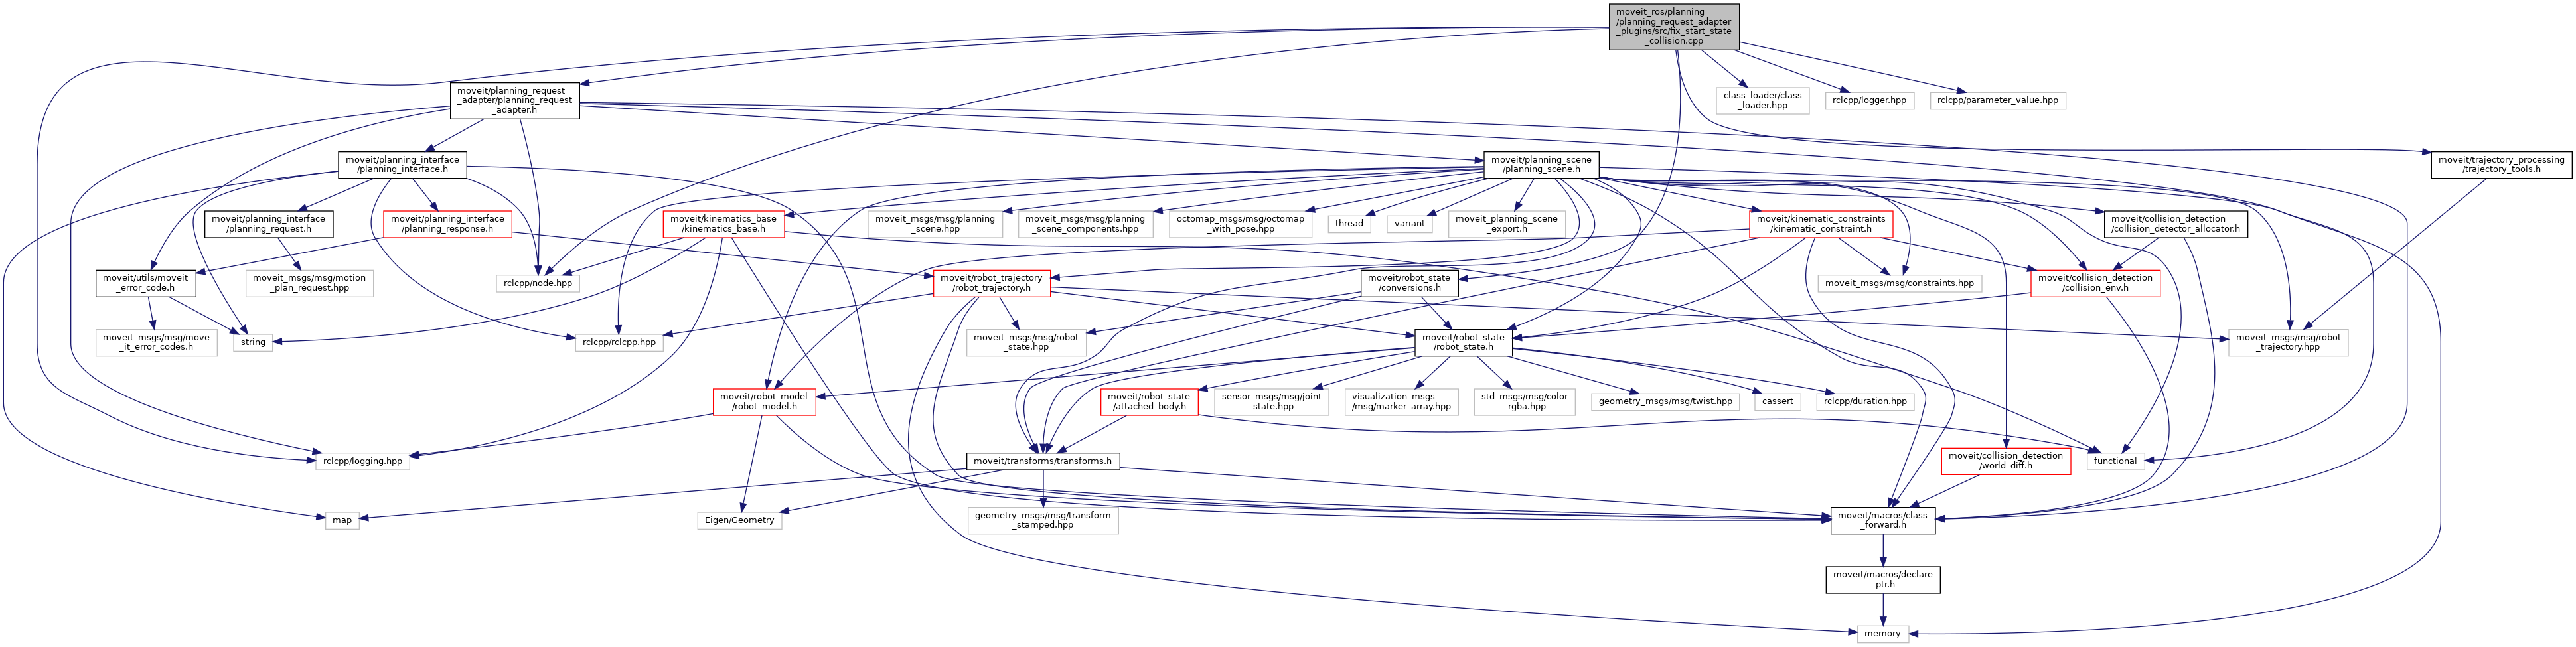 moveit_ros/planning
/planning_request_adapter
_plugins/src/fix_start_state
_collision.cpp
moveit/planning_request
_adapter/planning_request
_adapter.h
class_loader/class
_loader.hpp
rclcpp/logger.hpp
rclcpp/parameter_value.hpp
moveit/planning_interface
/planning_interface.h
moveit/planning_scene
/planning_scene.h
moveit/trajectory_processing
/trajectory_tools.h
moveit/planning_interface
/planning_request.h
moveit/planning_interface
/planning_response.h
moveit/kinematics_base
/kinematics_base.h
moveit_msgs/msg/planning
_scene.hpp
moveit_msgs/msg/planning
_scene_components.hpp
octomap_msgs/msg/octomap
_with_pose.hpp
thread
variant
moveit_planning_scene
_export.h
moveit/kinematic_constraints
/kinematic_constraint.h
moveit/collision_detection
/collision_detector_allocator.h
moveit/utils/moveit
_error_code.h
moveit_msgs/msg/motion
_plan_request.hpp
rclcpp/node.hpp
moveit/robot_trajectory
/robot_trajectory.h
moveit/robot_state
/conversions.h
moveit_msgs/msg/constraints.hpp
moveit/collision_detection
/collision_env.h
moveit_msgs/msg/move
_it_error_codes.h
string
rclcpp/rclcpp.hpp
moveit_msgs/msg/robot
_state.hpp
moveit/robot_state
/robot_state.h
moveit_msgs/msg/robot
_trajectory.hpp
moveit/robot_model
/robot_model.h
moveit/robot_state
/attached_body.h
sensor_msgs/msg/joint
_state.hpp
visualization_msgs
/msg/marker_array.hpp
std_msgs/msg/color
_rgba.hpp
geometry_msgs/msg/twist.hpp
cassert
rclcpp/duration.hpp
rclcpp/logging.hpp
moveit/transforms/transforms.h
moveit/collision_detection
/world_diff.h
functional
map
Eigen/Geometry
geometry_msgs/msg/transform
_stamped.hpp
moveit/macros/class
_forward.h
moveit/macros/declare
_ptr.h
memory